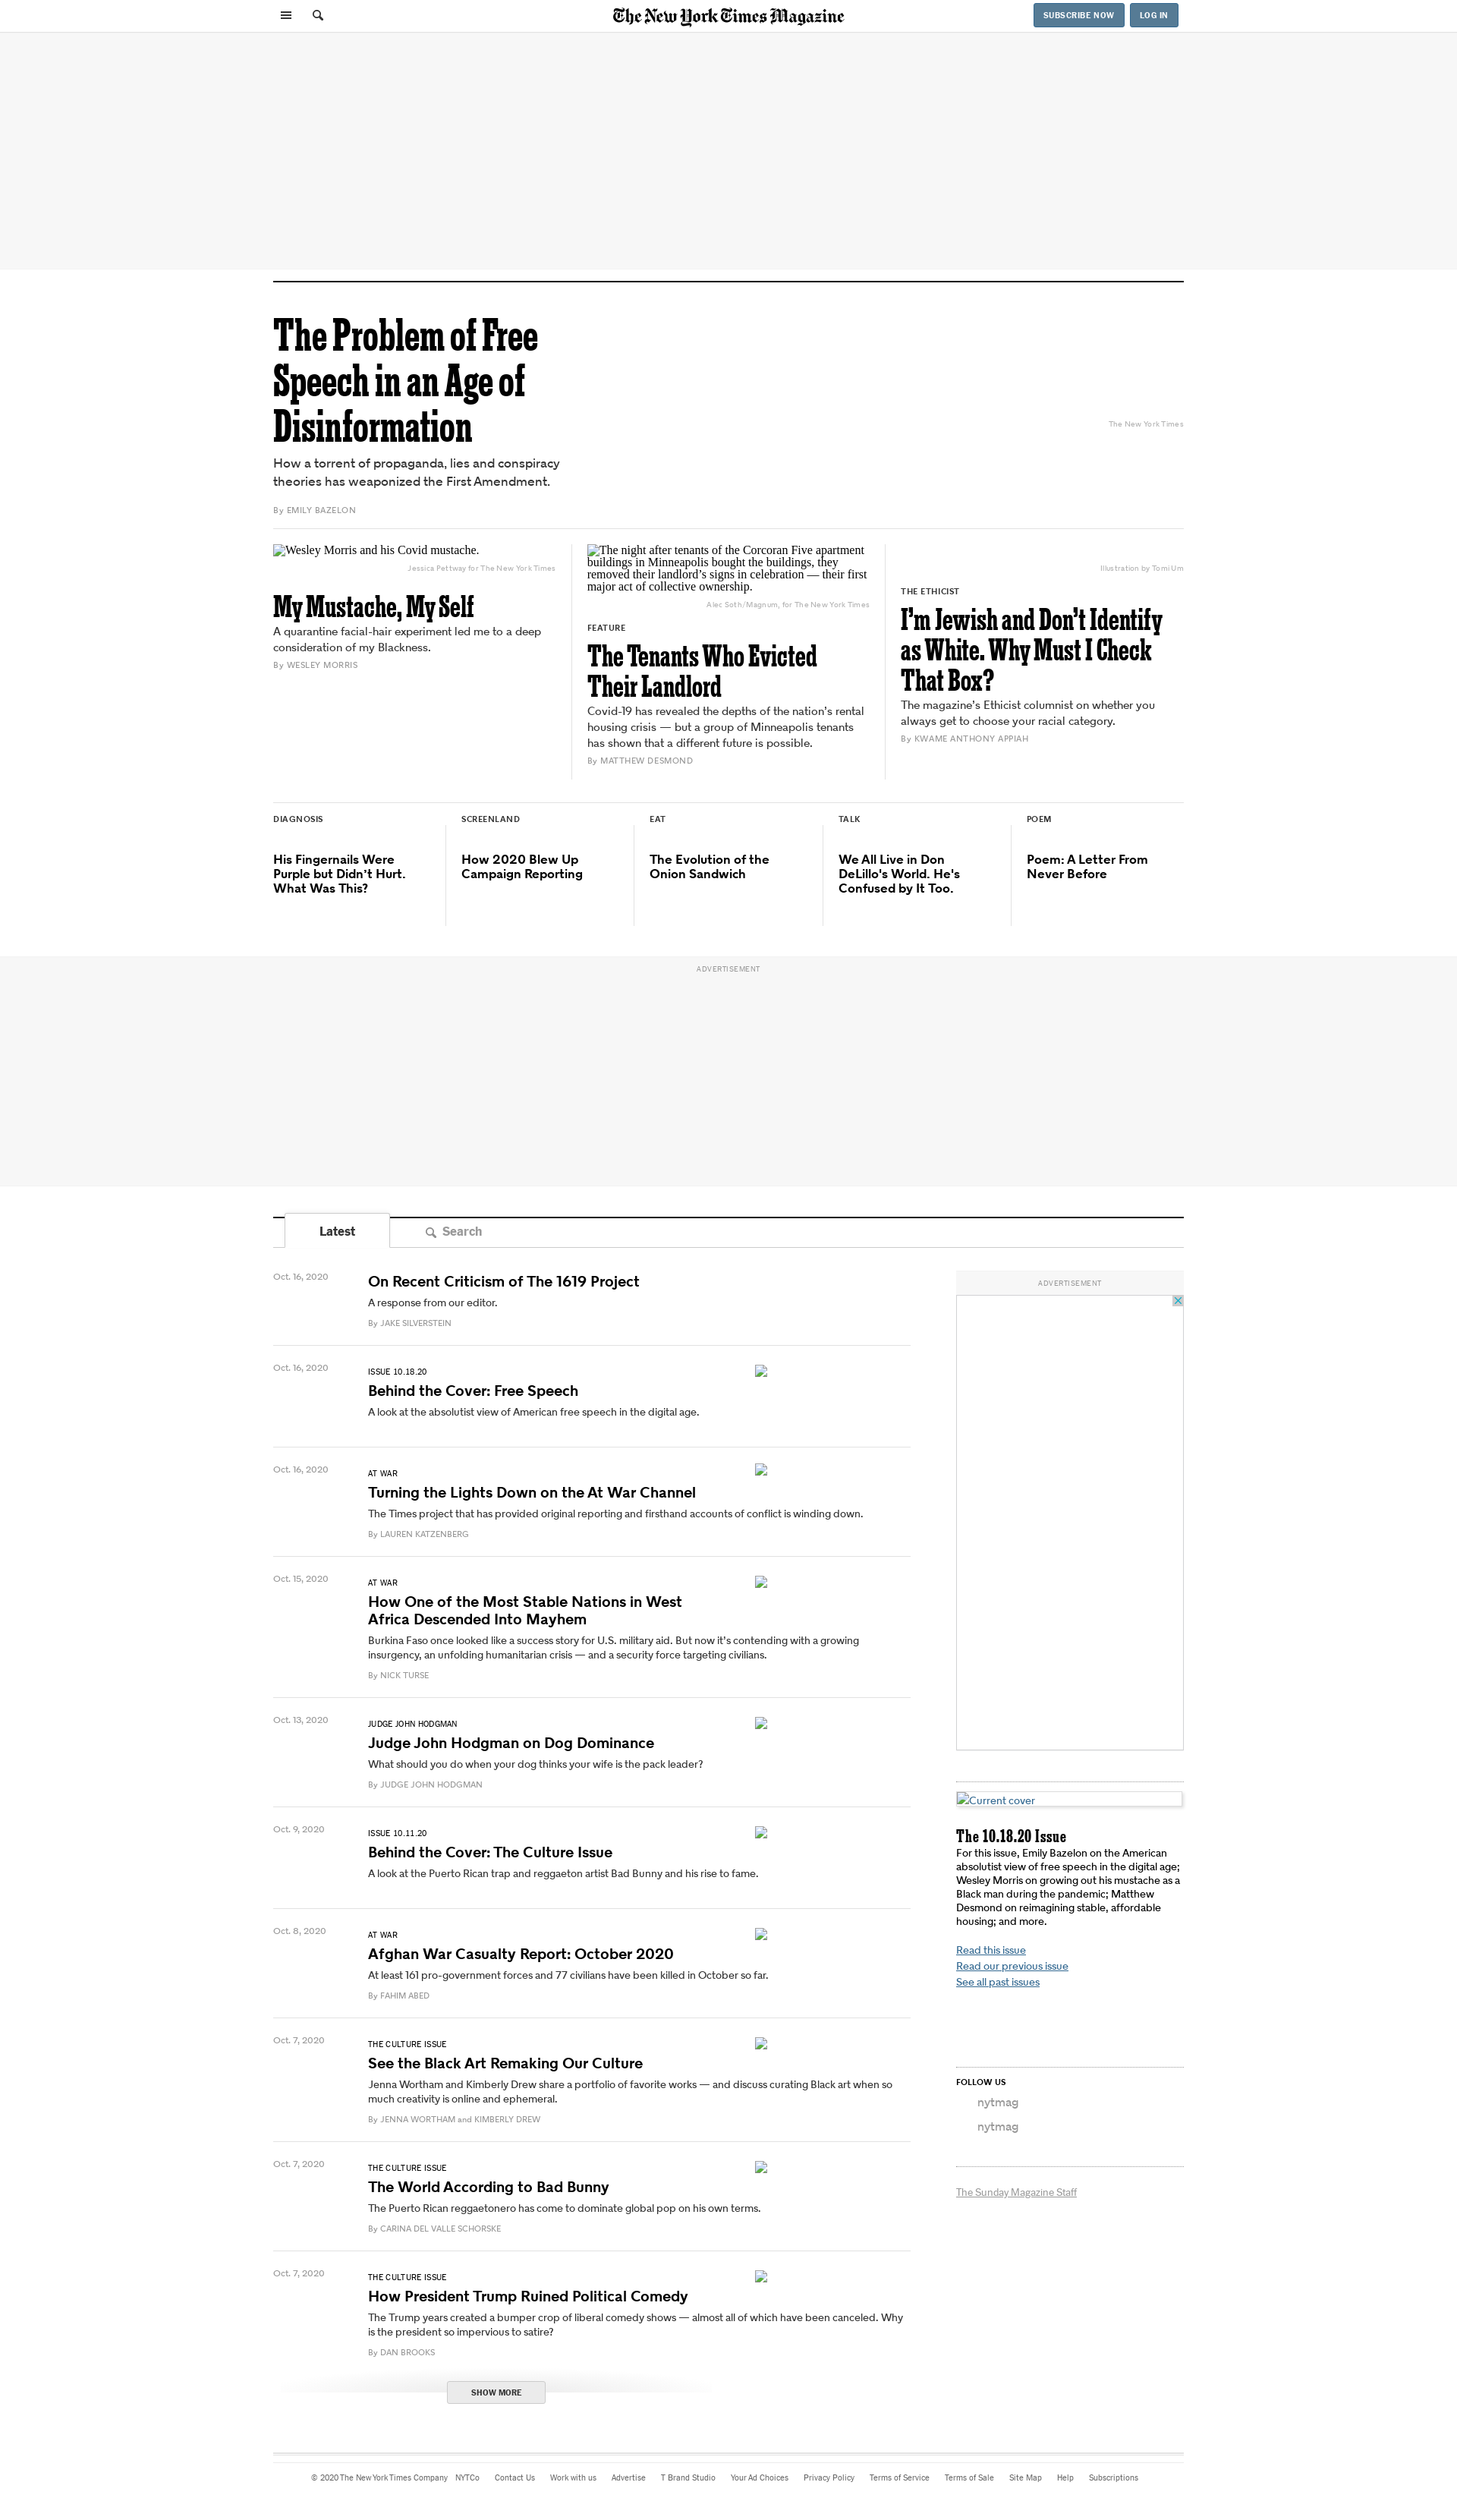 The New York Times Magazine
SUBSCRIBE NOW
LOG IN
The Problem of Free
Speech in an Age of
Disinformation
How a torrent of propaganda, lies and conspiracy
theories has weaponized the First Amendment.
By EMILY BAZELON
The New York Times
Wesley Morris and his Covid mustache.
Jessica Pettway for The New York Times
My Mustache, My Self
A quarantine facial-hair experiment led me to a deep
consideration of my Blackness.
By WESLEY MORRIS
The night after tenants of the Corcoran Five apartment
buildings in Minneapolis bought the buildings, they
removed their landlord’s signs in celebration — their first
major act of collective ownership.
Alec Soth/Magnum, for The New York Times
FEATURE
The Tenants Who Evicted
Their Landlord
Covid-19 has revealed the depths of the nation’s rental
housing crisis — but a group of Minneapolis tenants
has shown that a different future is possible.
By MATTHEW DESMOND
Illustration by Tomi Um
THE ETHICIST
I’m Jewish and Don’t Identify
as White. Why Must I Check
That Box?
The magazine’s Ethicist columnist on whether you
always get to choose your racial category.
By KWAME ANTHONY APPIAH
DIAGNOSIS
His Fingernails Were
Purple but Didn’t Hurt.
What Was This?
SCREENLAND
How 2020 Blew Up
Campaign Reporting
EAT
The Evolution of the
Onion Sandwich
TALK
We All Live in Don
DeLillo's World. He's
Confused by It Too.
POEM
Poem: A Letter From
Never Before
ADVERTISEMENT
Latest
Search
Oct. 16, 2020
On Recent Criticism of The 1619 Project
A response from our editor.
By JAKE SILVERSTEIN
Oct. 16, 2020
ISSUE 10.18.20
Behind the Cover: Free Speech
A look at the absolutist view of American free speech in the digital age.
Oct. 16, 2020
AT WAR
Turning the Lights Down on the At War Channel
The Times project that has provided original reporting and firsthand accounts of conflict is winding down.
By LAUREN KATZENBERG
Oct. 15, 2020
AT WAR
How One of the Most Stable Nations in West
Africa Descended Into Mayhem
Burkina Faso once looked like a success story for U.S. military aid. But now it’s contending with a growing
insurgency, an unfolding humanitarian crisis — and a security force targeting civilians.
By NICK TURSE
Oct. 13, 2020
JUDGE JOHN HODGMAN
Judge John Hodgman on Dog Dominance
What should you do when your dog thinks your wife is the pack leader?
By JUDGE JOHN HODGMAN
Oct. 9, 2020
ISSUE 10.11.20
Behind the Cover: The Culture Issue
A look at the Puerto Rican trap and reggaeton artist Bad Bunny and his rise to fame.
Oct. 8, 2020
AT WAR
Afghan War Casualty Report: October 2020
At least 161 pro-government forces and 77 civilians have been killed in October so far.
By FAHIM ABED
Oct. 7, 2020
THE CULTURE ISSUE
See the Black Art Remaking Our Culture
Jenna Wortham and Kimberly Drew share a portfolio of favorite works — and discuss curating Black art when so
much creativity is online and ephemeral.
By JENNA WORTHAM and KIMBERLY DREW
Oct. 7, 2020
THE CULTURE ISSUE
The World According to Bad Bunny
The Puerto Rican reggaetonero has come to dominate global pop on his own terms.
By CARINA DEL VALLE SCHORSKE
Oct. 7, 2020
THE CULTURE ISSUE
How President Trump Ruined Political Comedy
The Trump years created a bumper crop of liberal comedy shows — almost all of which have been canceled. Why
is the president so impervious to satire?
By DAN BROOKS
SHOW MORE
ADVERTISEMENT
Current cover
The 10.18.20 Issue
For this issue, Emily Bazelon on the American
absolutist view of free speech in the digital age;
Wesley Morris on growing out his mustache as a
Black man during the pandemic; Matthew
Desmond on reimagining stable, affordable
housing; and more.
Read this issue
Read our previous issue
See all past issues
FOLLOW US
nytmag
nytmag
The Sunday Magazine Staff
© 2020 The New York Times Company NYTCo Contact Us Work with us Advertise T Brand Studio Your Ad Choices Privacy Policy Terms of Service Terms of Sale Site Map Help Subscriptions